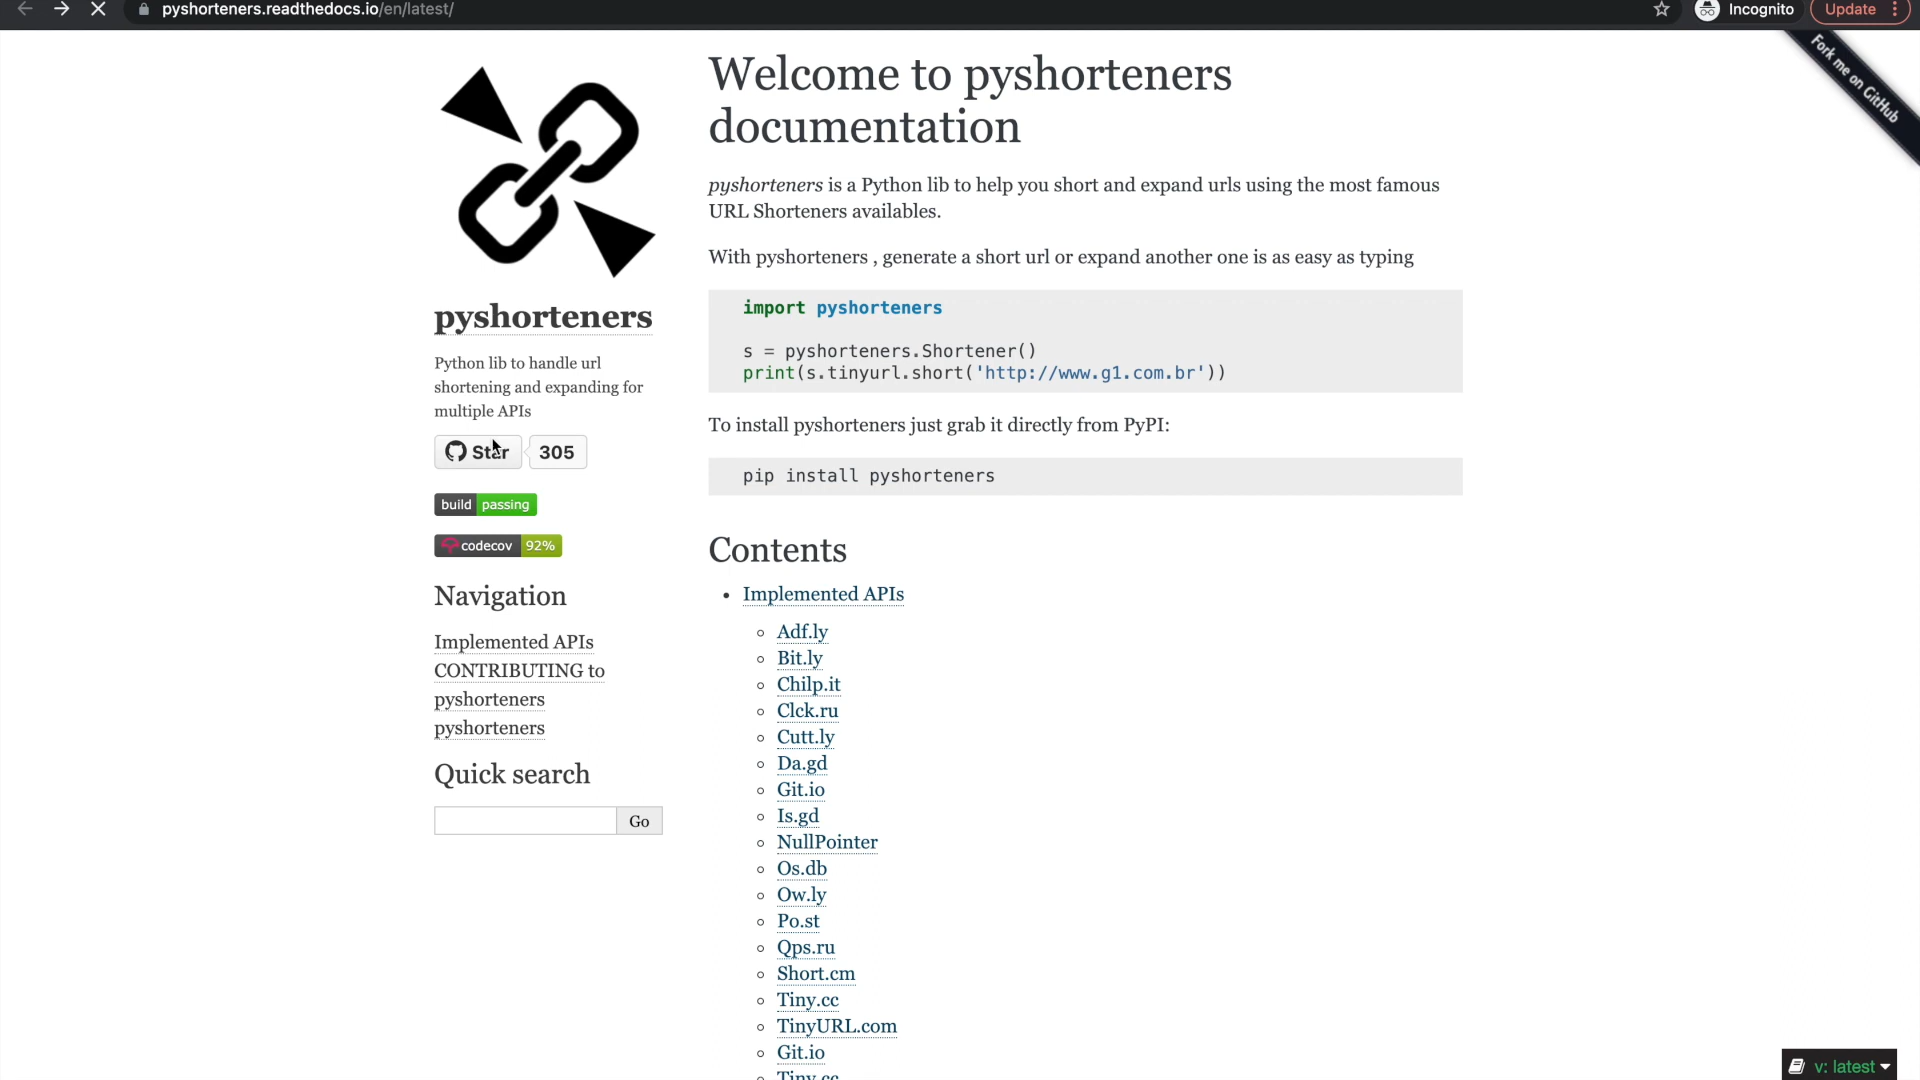 pyshorteners.readthedocs.io/en/latest/
Incognito
Update
Fork me on GitHub
pyshorteners
Python lib to handle url
shortening and expanding for
multiple APIs
Star
305
build passing
codecov 92%
Navigation
Implemented APIs
CONTRIBUTING to
pyshorteners
pyshorteners
Quick search
Go
Welcome to pyshorteners
documentation
pyshorteners is a Python lib to help you short and expand urls using the most famous
URL Shorteners availables.
With pyshorteners , generate a short url or expand another one is as easy as typing
import pyshorteners
s = pyshorteners.Shortener()
print(s.tinyurl.short('http://www.g1.com.br'))
To install pyshorteners just grab it directly from PyPI:
pip install pyshorteners
Contents
Implemented APIs
Adf.ly
Bit.ly
Chilp.it
Clck.ru
Cutt.ly
Da.gd
Git.io
Is.gd
NullPointer
Os.db
Ow.ly
Po.st
Qps.ru
Short.cm
Tiny.cc
TinyURL.com
Git.io
Tiny.cc
v: latest